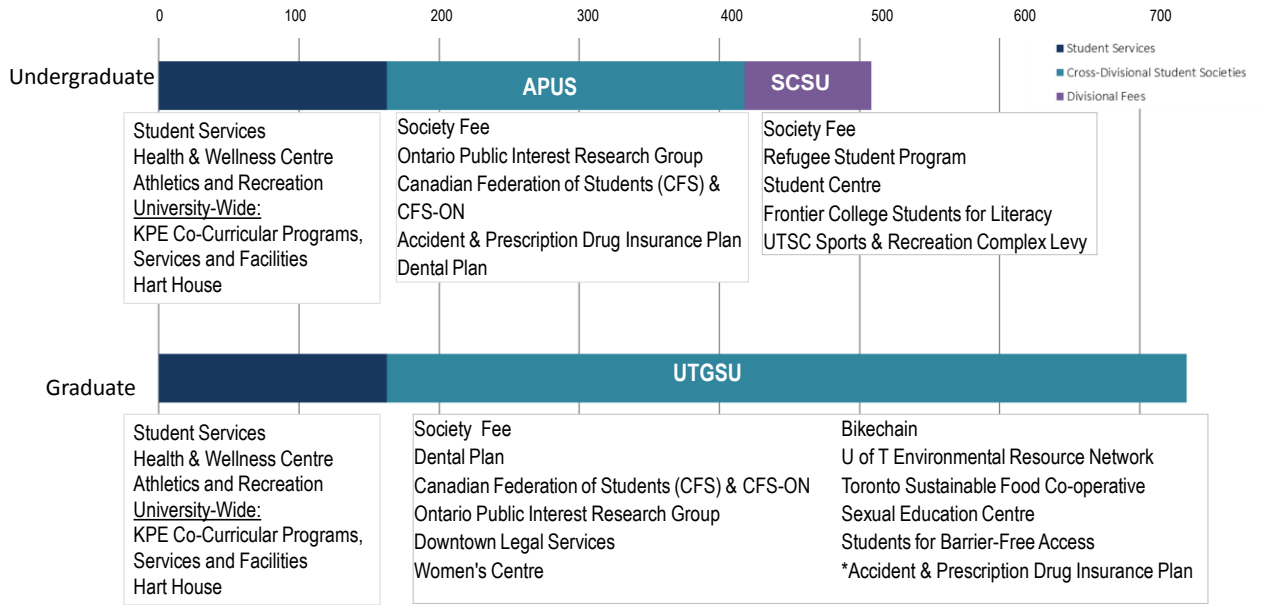 0 100 200 300 400 500 600 700
Student Services
Cross-Divisional Student Societies
Divisional Fees
Undergraduate
APUS
SCSU
Student Services
Health & Wellness Centre
Athletics and Recreation
University-Wide:
KPE Co-Curricular Programs,
Services and Facilities
Hart House
Society Fee
Ontario Public Interest Research Group
Canadian Federation of Students (CFS) &
CFS-ON
Accident & Prescription Drug Insurance Plan
Dental Plan
Society Fee
Refugee Student Program
Student Centre
Frontier College Students for Literacy
UTSC Sports & Recreation Complex Levy
Graduate
UTGSU
Student Services
Health & Wellness Centre
Athletics and Recreation
University-Wide:
KPE Co-Curricular Programs,
Services and Facilities
Hart House
Society Fee
Dental Plan
Canadian Federation of Students (CFS) & CFS-ON
Ontario Public Interest Research Group
Downtown Legal Services
Women's Centre
Bikechain
U of T Environmental Resource Network
Toronto Sustainable Food Co-operative
Sexual Education Centre
Students for Barrier-Free Access
*Accident & Prescription Drug Insurance Plan